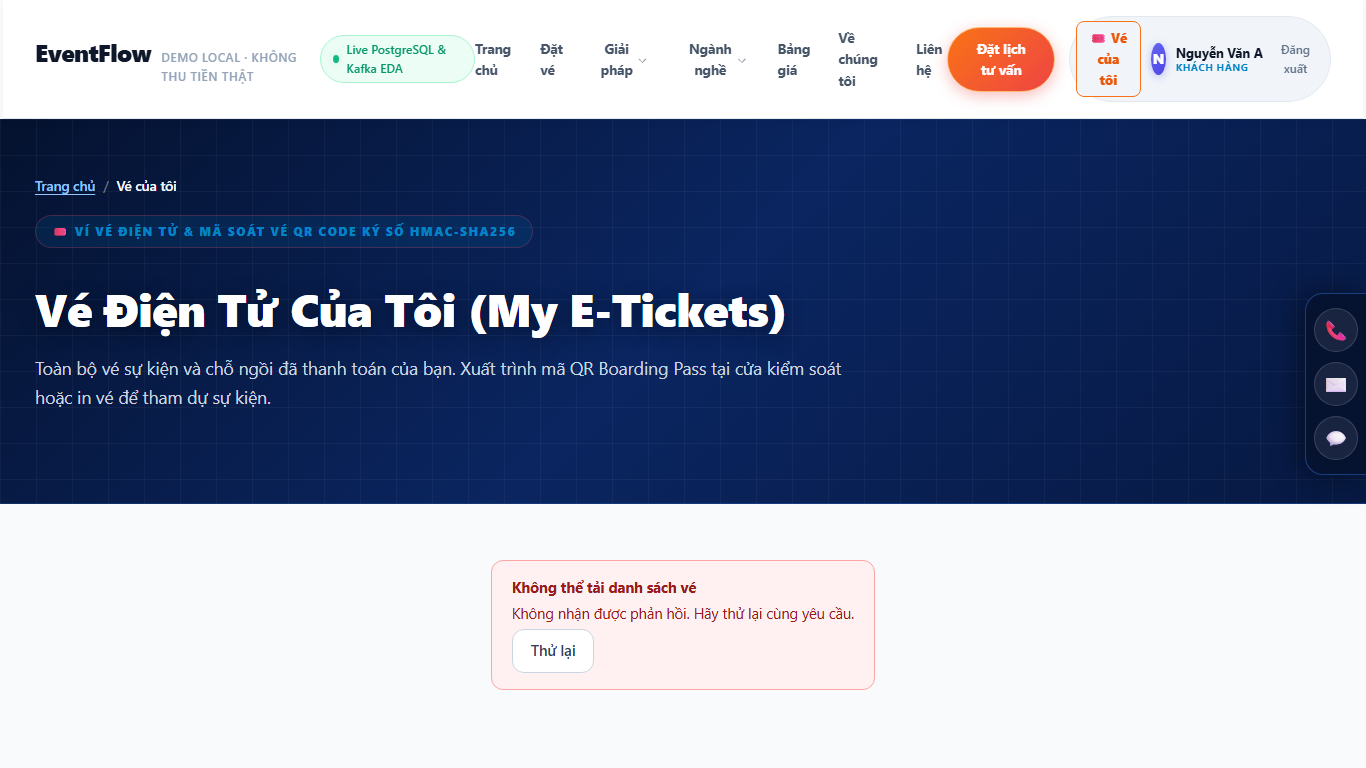 EventFlow
DEMO LOCAL · KHÔNG
THU TIỀN THẬT
Live PostgreSQL &
Kafka EDA
Trang
chủ
Đặt
vé
Giải
pháp
Ngành
nghề
Bảng
giá
Về
chúng
tôi
Liên
hệ
Đặt lịch
tư vấn
Vé
của
tôi
N
Nguyễn Văn A
KHÁCH HÀNG
Đăng
xuất
Trang chủ / Vé của tôi
VÍ VÉ ĐIỆN TỬ & MÃ SOÁT VÉ QR CODE KÝ SỐ HMAC-SHA256
Vé Điện Tử Của Tôi (My E-Tickets)
Toàn bộ vé sự kiện và chỗ ngồi đã thanh toán của bạn. Xuất trình mã QR Boarding Pass tại cửa kiểm soát
hoặc in vé để tham dự sự kiện.
Không thể tải danh sách vé
Không nhận được phản hồi. Hãy thử lại cùng yêu cầu.
Thử lại